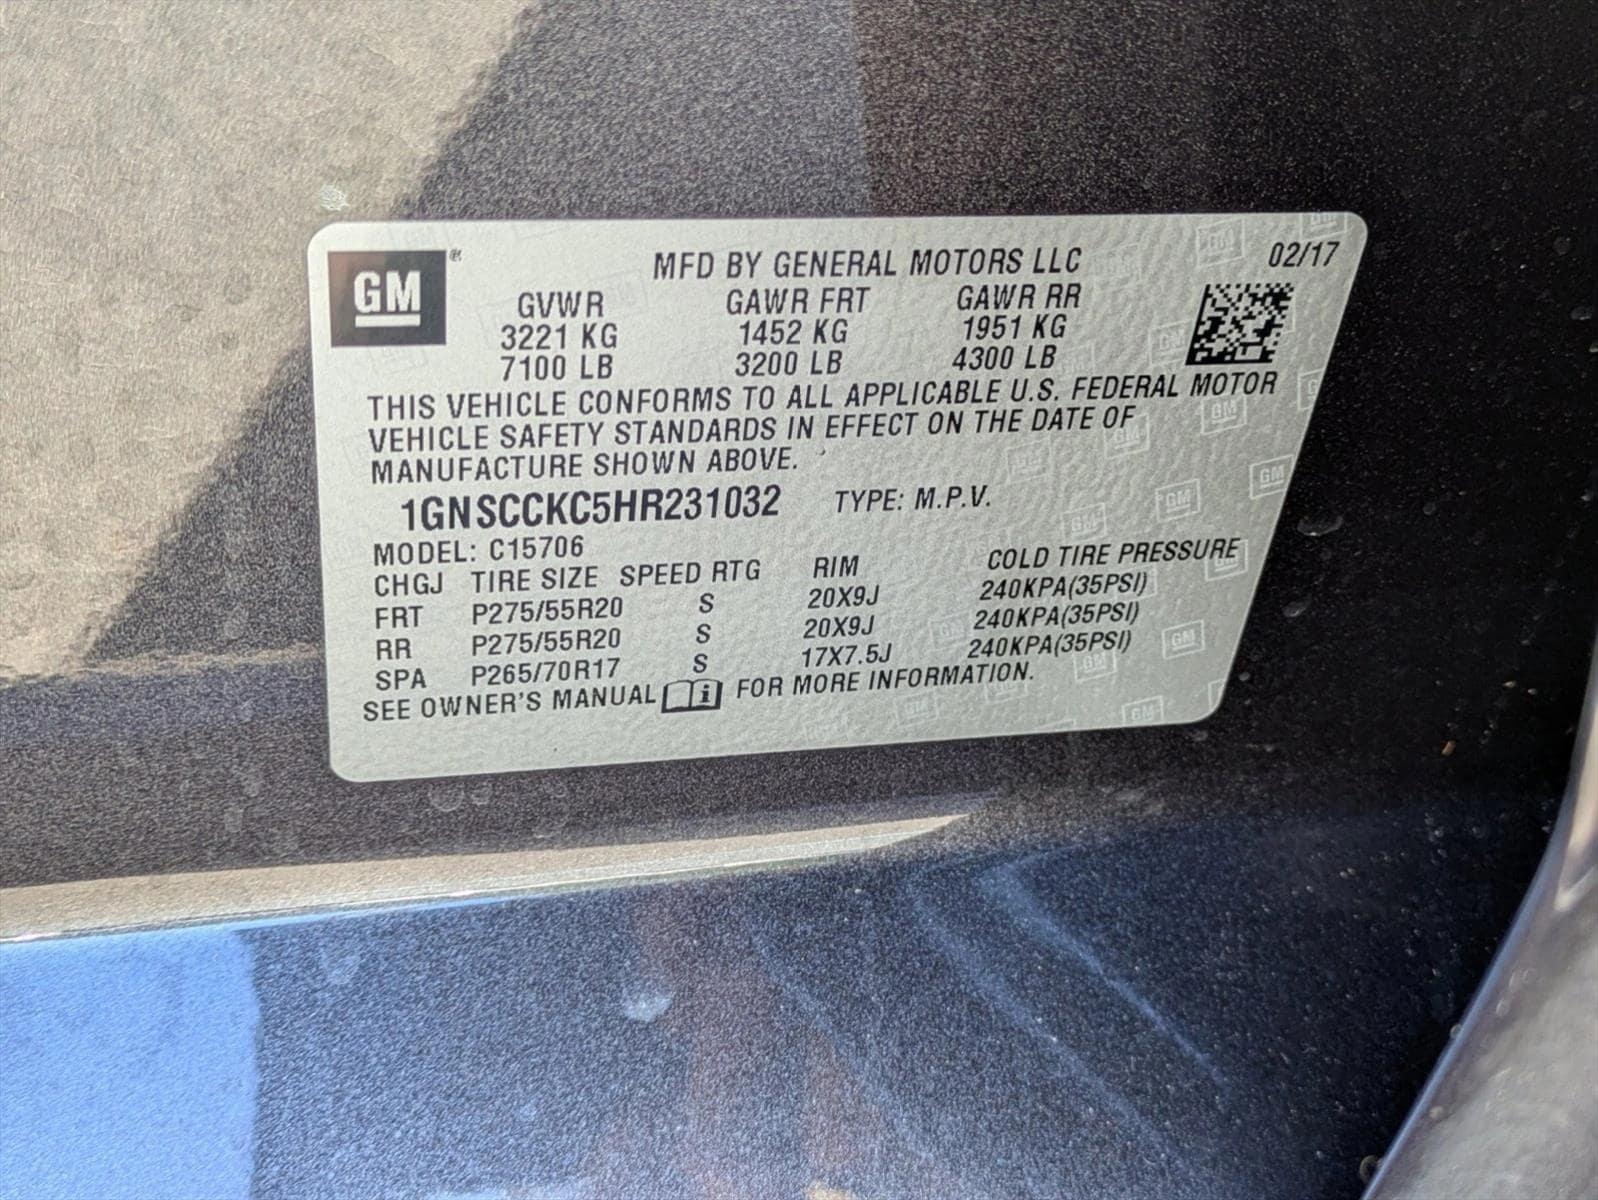 GM®
MFD BY GENERAL MOTORS LLC 02/17
GVWR GAWR FRT GAWR RR
3221 KG 1452 KG 1951 KG
7100 LB 3200 LB 4300 LB
THIS VEHICLE CONFORMS TO ALL APPLICABLE U.S. FEDERAL MOTOR
VEHICLE SAFETY STANDARDS IN EFFECT ON THE DATE OF
MANUFACTURE SHOWN ABOVE.
1GNSCCKC5HR231032 TYPE: M.P.V.
MODEL: C15706
CHGJ TIRE SIZE SPEED RTG RIM COLD TIRE PRESSURE
FRT P275/55R20 S 20X9J 240KPA(35PSI)
RR P275/55R20 S 20X9J 240KPA(35PSI)
SPA P265/70R17 S 17X7.5J 240KPA(35PSI)
SEE OWNER'S MANUAL i FOR MORE INFORMATION.